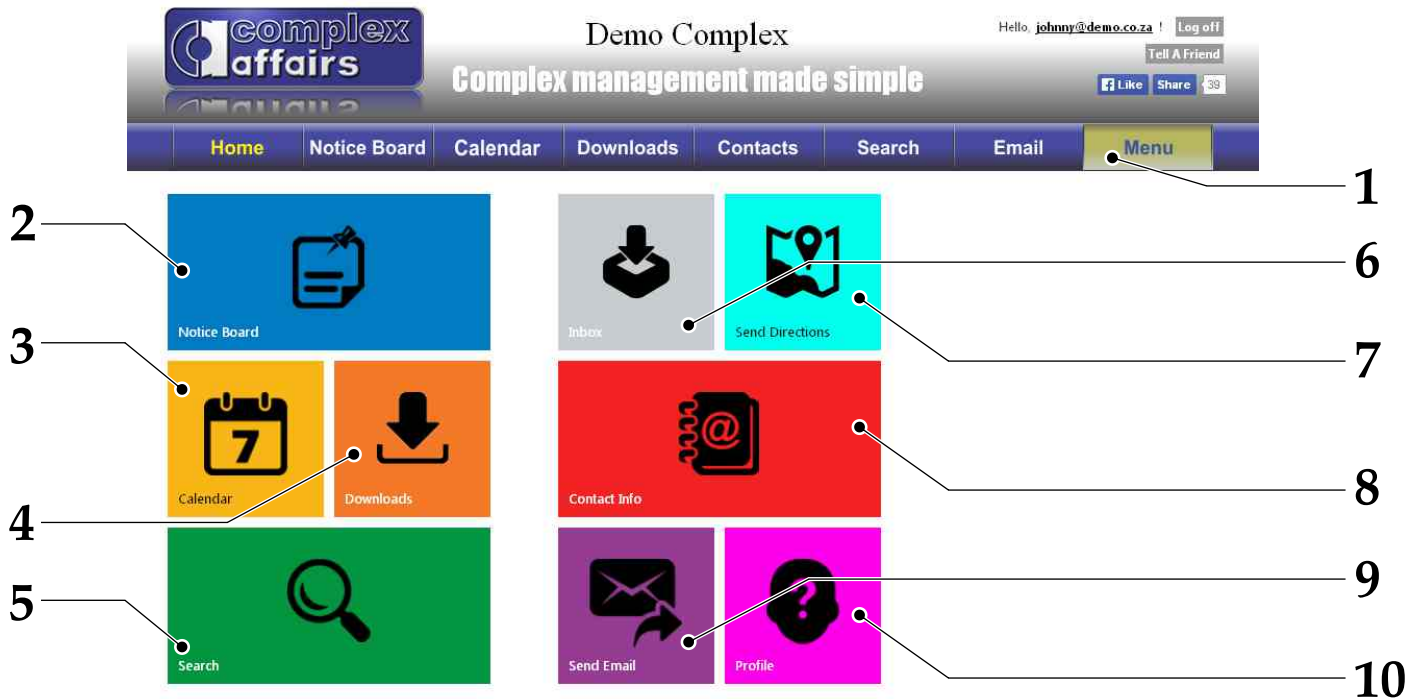 complex
affairs
Demo Complex
Complex management made simple
Hello, johnny@demo.co.za ! Log off
Tell A Friend
Like Share 39
Home Notice Board Calendar Downloads Contacts Search Email Menu
1
2
Notice Board
Inbox
Send Directions
6
3
7
7
Calendar
Downloads
@
Contact Info
8
4
5
Search
Send Email
?
Profile
9
10